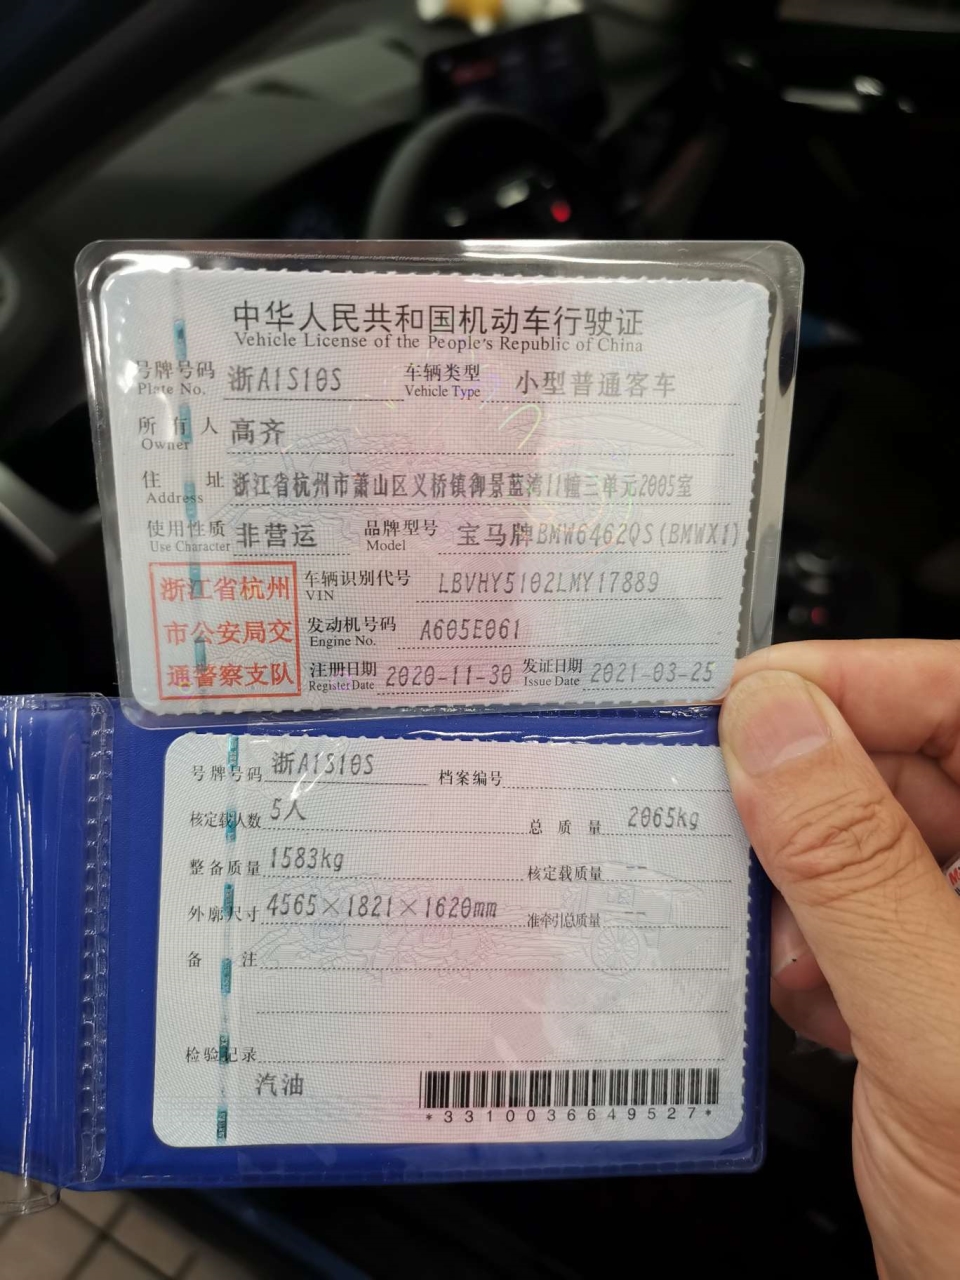 中华人民共和国机动车行驶证
Vehicle License of the People's Republic of China
号牌号码 浙A1S10S 车辆类型 小型普通客车
Plate No. Vehicle Type
所有人 高齐
Owner
住址 浙江省杭州市萧山区义桥镇御景蓝湾11幢三单元2005室
Address
使用性质 非营运 品牌型号 宝马牌BMW6462QS(BMWX1)
Use Character Model
浙江省杭州
市公安局交
通警察支队
车辆识别代号 LBVHY5102LMY17889
VIN
发动机号码 A605E061
Engine No.
注册日期 2020-11-30 发证日期 2021-03-25
Register Date Issue Date
号牌号码 浙A1S10S 档案编号
核定载人数 5人 总质量 2065kg
整备质量 1583kg 核定载质量 --
外廓尺寸 4565×1821×1620mm 准牵引总质量 --
备注
检验记录
汽油
*3310036649527*